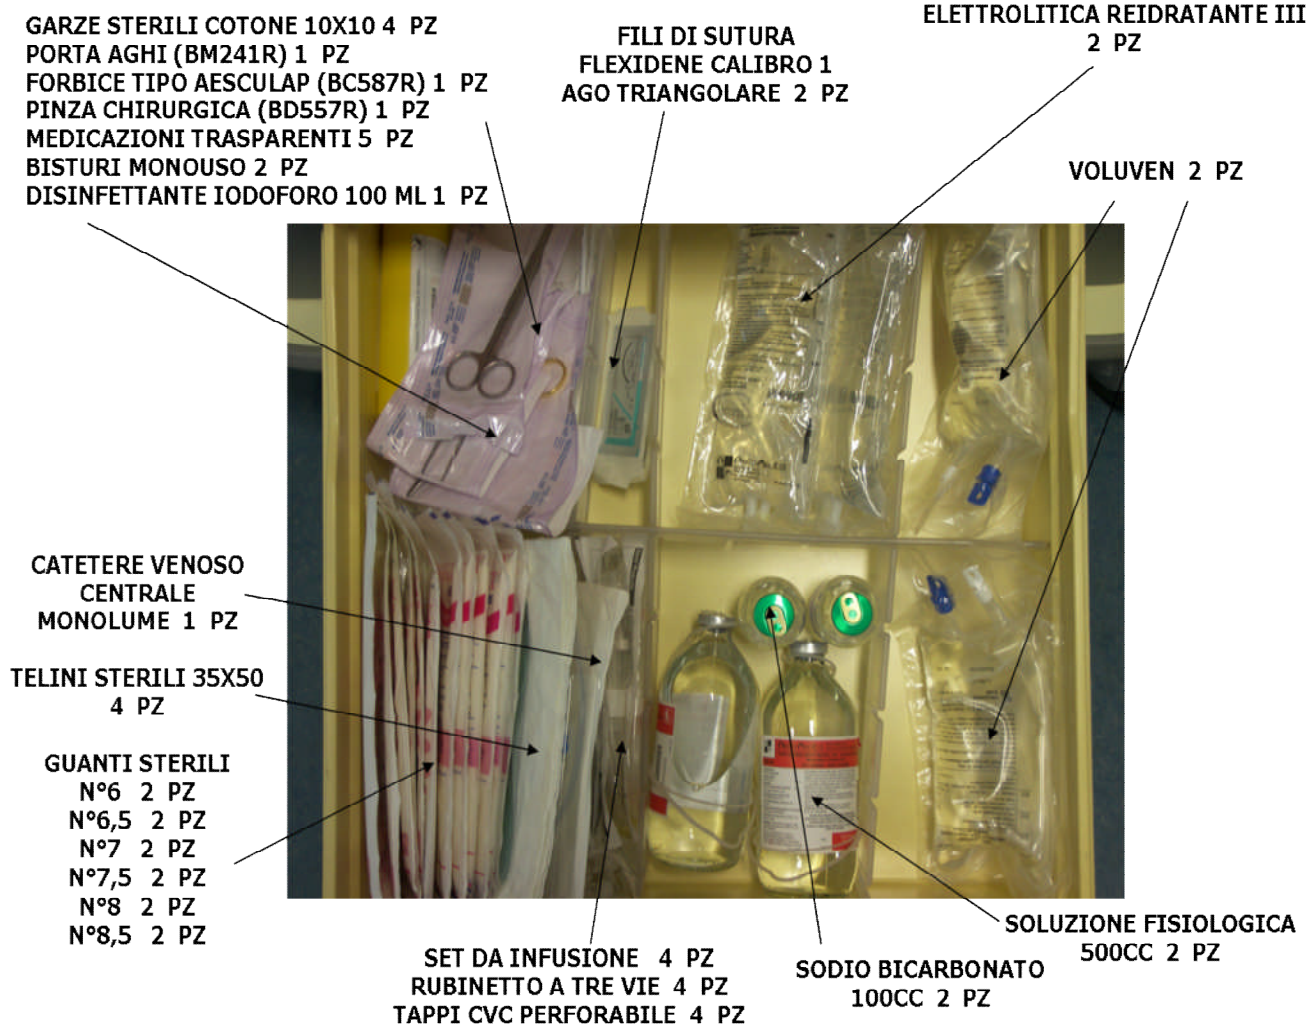 GARZE STERILI COTONE 10X10 4 PZ
PORTA AGHI (BM241R) 1 PZ
FORBICE TIPO AESCULAP (BC587R) 1 PZ
PINZA CHIRURGICA (BD557R) 1 PZ
MEDICAZIONI TRASPARENTI 5 PZ
BISTURI MONOUSO 2 PZ
DISINFETTANTE IODOFORO 100 ML 1 PZ
FILI DI SUTURA
FLEXIDENE CALIBRO 1
AGO TRIANGOLARE 2 PZ
ELETTROLITICA REIDRATANTE III
2 PZ
VOLUVEN 2 PZ
CATETERE VENOSO
CENTRALE
MONOLUME 1 PZ
TELINI STERILI 35X50
4 PZ
GUANTI STERILI
N°6 2 PZ
N°6,5 2 PZ
N°7 2 PZ
N°7,5 2 PZ
N°8 2 PZ
N°8,5 2 PZ
SET DA INFUSIONE 4 PZ
RUBINETTO A TRE VIE 4 PZ
TAPPI CVC PERFORABILE 4 PZ
SODIO BICARBONATO
100CC 2 PZ
SOLUZIONE FISIOLOGICA
500CC 2 PZ